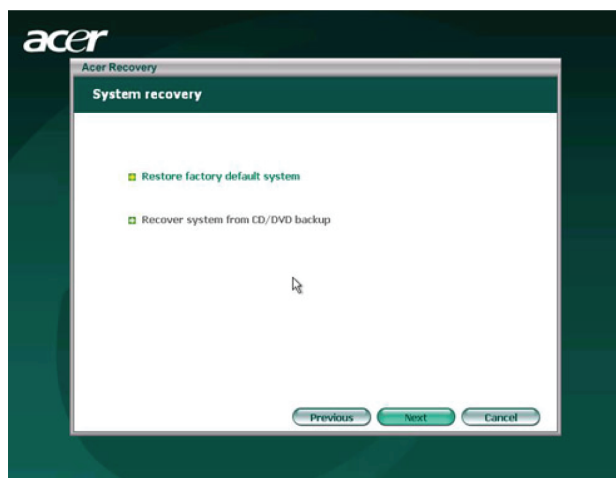 acer
Acer Recovery
System recovery
Restore factory default system
Recover system from CD/DVD backup
Previous Next Cancel